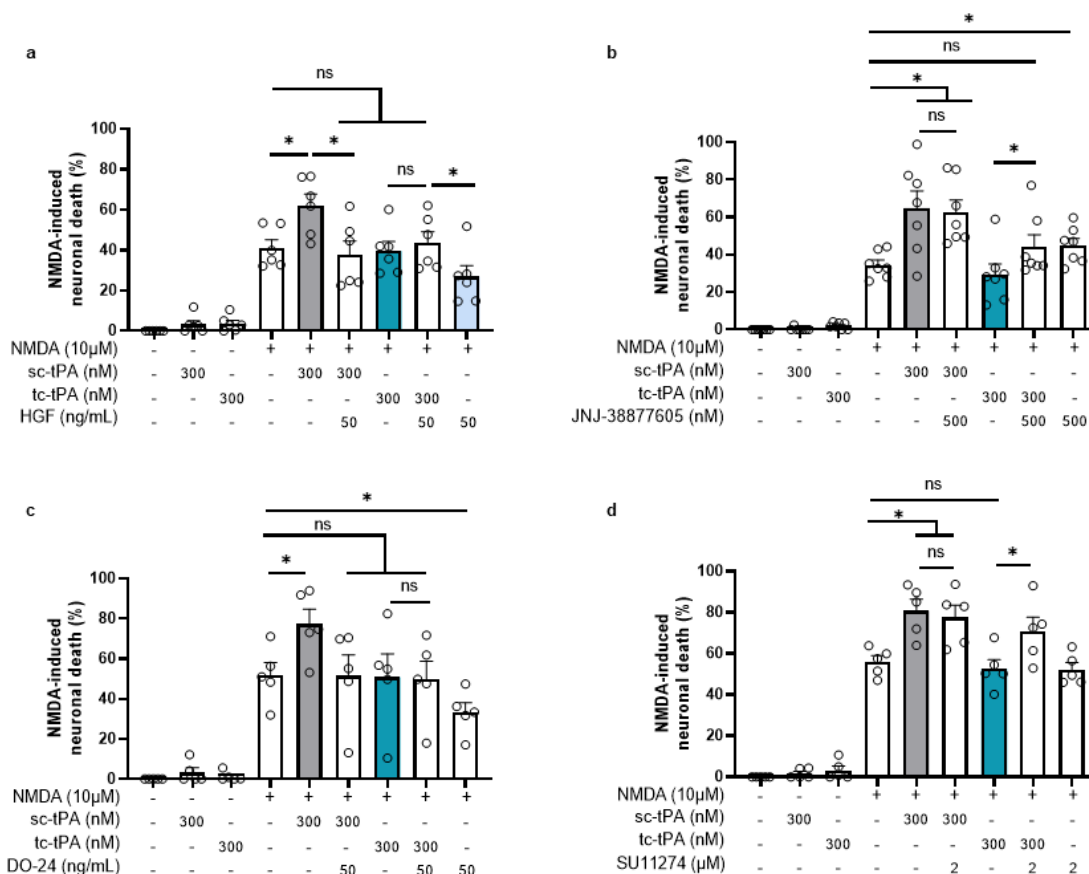 a
ns
* *
ns *
NMDA-induced
neuronal death (%)
100
80
60
40
20
0
NMDA (10µM) - - - + + + + + +
sc-tPA (nM) - 300 - - 300 300 - - -
tc-tPA (nM) - - 300 - - - 300 300 -
HGF (ng/mL) - - - - - 50 - 50 50
b
*
ns
*
ns
*
NMDA-induced
neuronal death (%)
100
80
60
40
20
0
NMDA (10µM) - - - + + + + + +
sc-tPA (nM) - 300 - - 300 300 - - -
tc-tPA (nM) - - 300 - - - 300 300 -
JNJ-38877605 (nM) - - - - - 500 - 500 500
c
*
ns
*
ns
NMDA-induced
neuronal death (%)
100
80
60
40
20
0
NMDA (10µM) - - - + + + + + +
sc-tPA (nM) - 300 - - 300 300 - - -
tc-tPA (nM) - - 300 - - - 300 300 -
DO-24 (ng/mL) - - - - - 50 - 50 50
d
ns
*
ns
*
NMDA-induced
neuronal death (%)
100
80
60
40
20
0
NMDA (10µM) - - - + + + + + +
sc-tPA (nM) - 300 - - 300 300 - - -
tc-tPA (nM) - - 300 - - - 300 300 -
SU11274 (µM) - - - - - 2 - 2 2